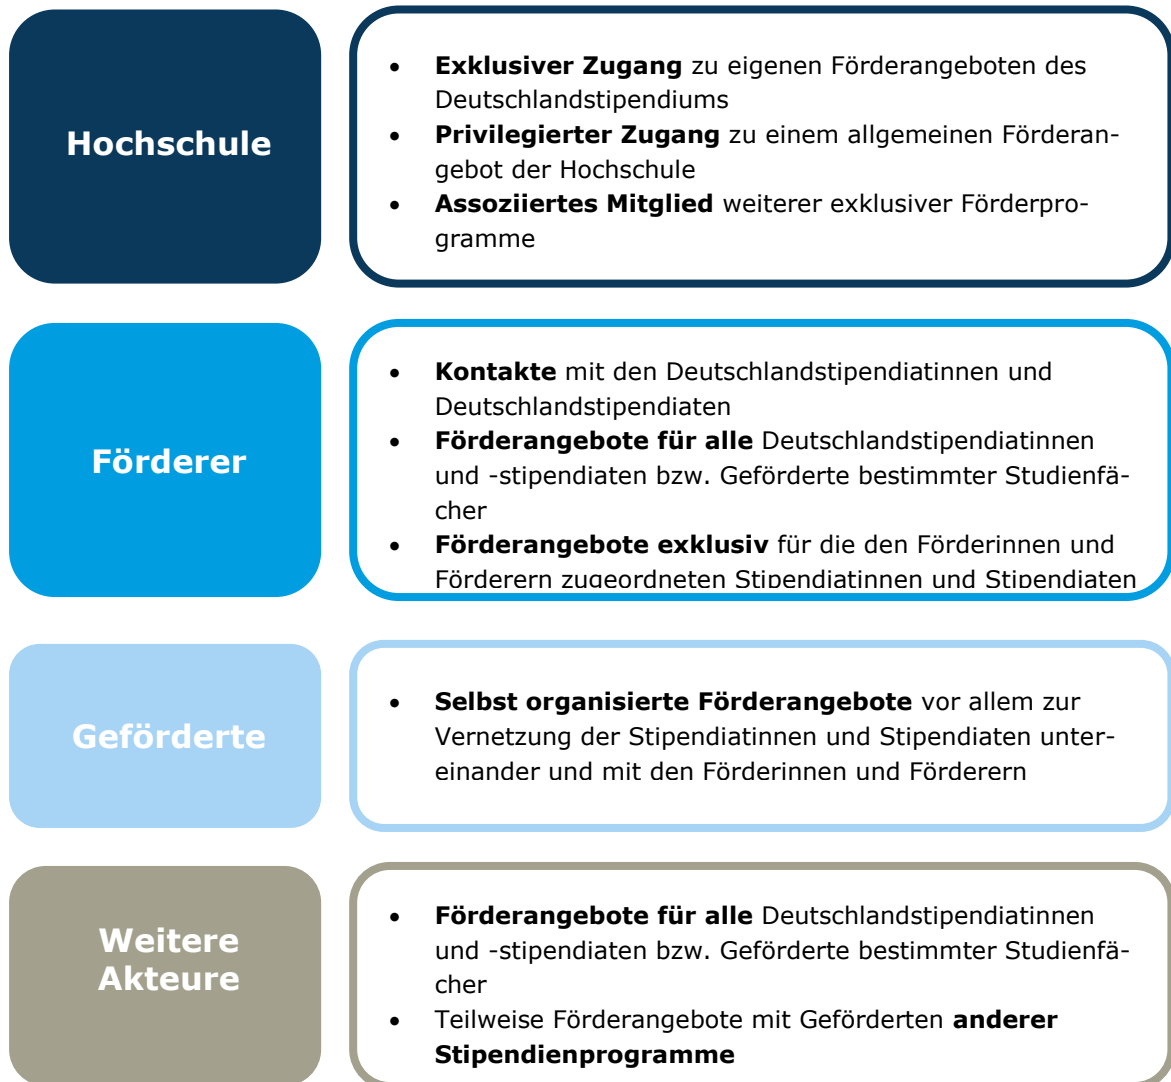 Hochschule
• Exklusiver Zugang zu eigenen Förderangeboten des
Deutschlandstipendiums
• Privilegierter Zugang zu einem allgemeinen Förderan-
gebot der Hochschule
• Assoziiertes Mitglied weiterer exklusiver Förderpro-
gramme
Förderer
• Kontakte mit den Deutschlandstipendiatinnen und
Deutschlandstipendiaten
• Förderangebote für alle Deutschlandstipendiatinnen
und -stipendiaten bzw. Geförderte bestimmter Studienfä-
cher
• Förderangebote exklusiv für die den Förderinnen und
Förderern zugeordneten Stipendiatinnen und Stipendiaten
Geförderte
• Selbst organisierte Förderangebote vor allem zur
Vernetzung der Stipendiatinnen und Stipendiaten unter-
einander und mit den Förderinnen und Förderern
Weitere
Akteure
• Förderangebote für alle Deutschlandstipendiatinnen
und -stipendiaten bzw. Geförderte bestimmter Studienfä-
cher
• Teilweise Förderangebote mit Geförderten anderer
Stipendienprogramme